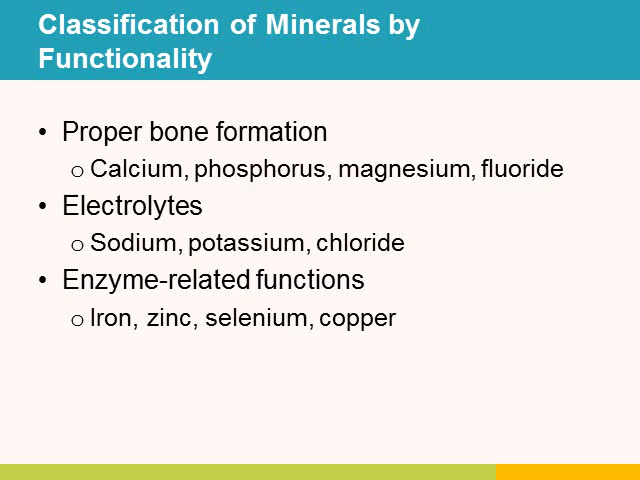 Classification of Minerals by
Functionality
• Proper bone formation
o Calcium, phosphorus, magnesium, fluoride
• Electrolytes
o Sodium, potassium, chloride
• Enzyme-related functions
o Iron, zinc, selenium, copper